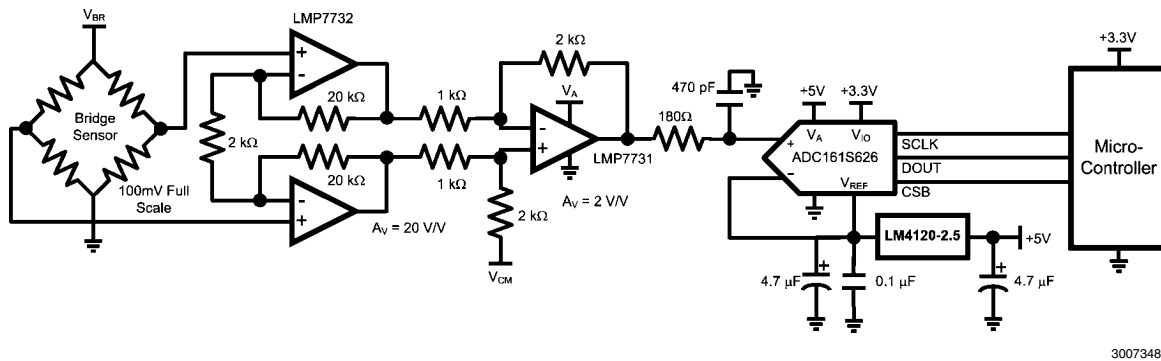 V_BR
LMP7732
Bridge
Sensor
2 kΩ
20 kΩ
20 kΩ
100mV Full
Scale
A_V = 20 V/V
1 kΩ
1 kΩ
2 kΩ
V_A
LMP7731
A_V = 2 V/V
2 kΩ
V_CM
470 pF
180Ω
+5V
+3.3V
V_A
V_IO
ADC161S626
V_REF
SCLK
DOUT
CSB
LM4120-2.5
+5V
4.7 µF
0.1 µF
4.7 µF
+3.3V
Micro-
Controller
3007348